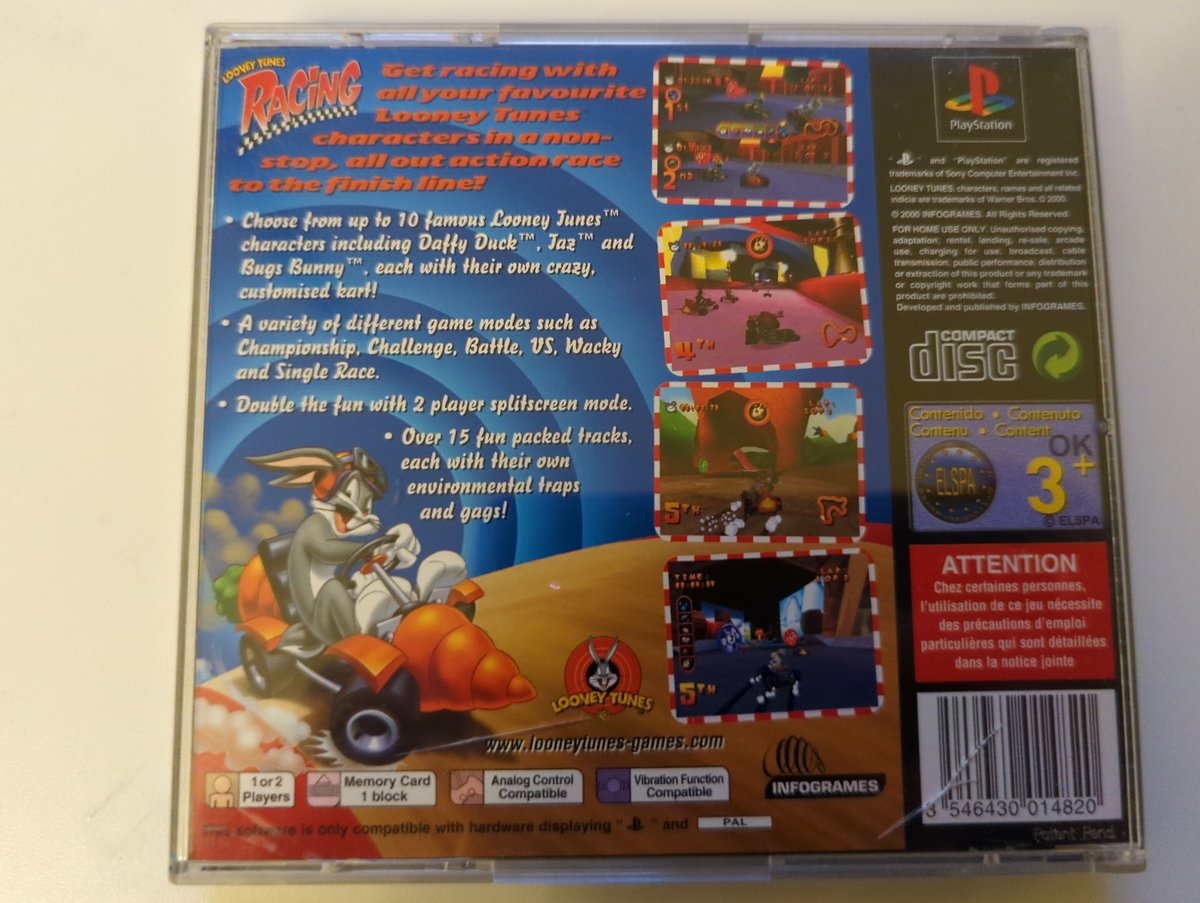 LOONEY TUNES
RACING
Get racing with
all your favourite
Looney Tunes
characters in a non-
stop, all out action race
to the finish line!
• Choose from up to 10 famous Looney Tunes™
characters including Daffy Duck™, Taz™ and
Bugs Bunny™, each with their own crazy,
customised kart!
• A variety of different game modes such as
Championship, Challenge, Battle, VS, Wacky
and Single Race.
• Double the fun with 2 player splitscreen mode.
• Over 15 fun packed tracks,
each with their own
environmental traps
and gags!
LOONEY TUNES
www.looneytunes-games.com
1 or 2
Players
Memory Card
1 block
Analog Control
Compatible
Vibration Function
Compatible
This software is only compatible with hardware displaying " " and PAL
1st
2nd
4TH
5TH
TIME:
5TH
INFOGRAMES
PlayStation
" " and "PlayStation" are registered
trademarks of Sony Computer Entertainment Inc.
LOONEY TUNES, characters, names and all related
indicia are trademarks of Warner Bros. © 2000.
© 2000 INFOGRAMES. All Rights Reserved.
FOR HOME USE ONLY. Unauthorised copying,
adaptation, rental, lending, re-sale, arcade
use, charging for use, broadcast, cable
transmission, public performance, distribution
or extraction of this product or any trademark
or copyright work that forms part of this
product are prohibited.
Developed and published by INFOGRAMES.
COMPACT
disc
Contenido • Contenuto
Contenu • Content
OK
ELSPA
3+
© ELSPA
ATTENTION
Chez certaines personnes,
l'utilisation de ce jeu nécessite
des précautions d'emploi
particulières qui sont détaillées
dans la notice jointe
3 546430 014820
Patent Pend